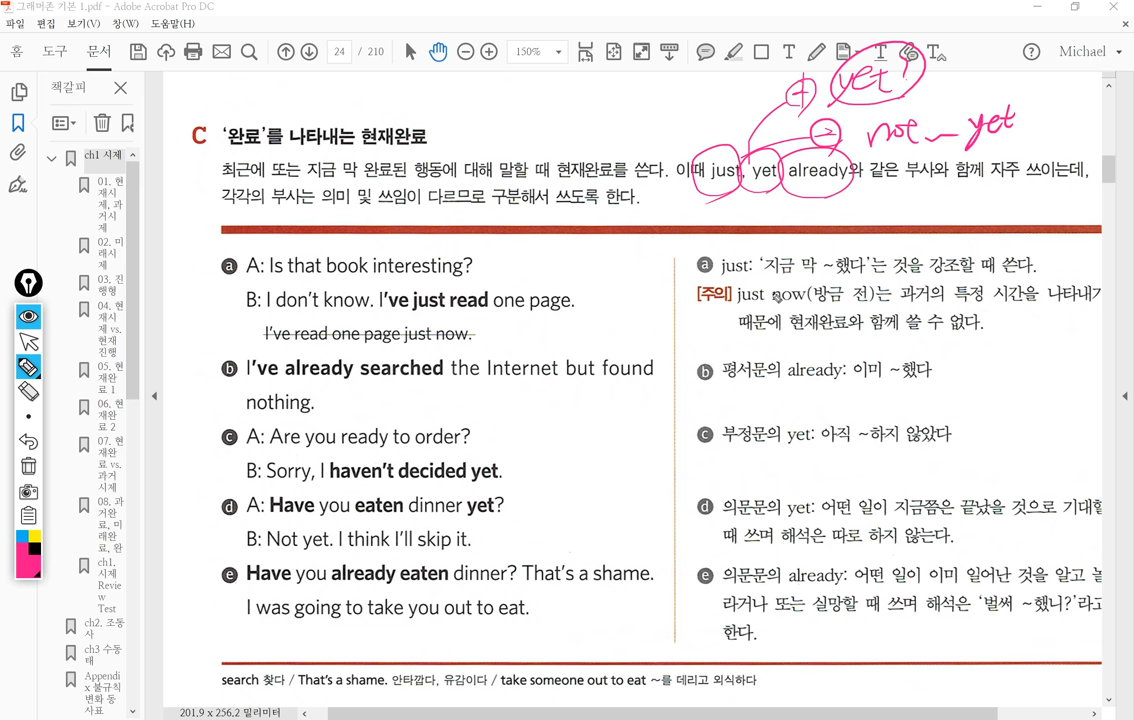 그래머존 기본 1.pdf - Adobe Acrobat Pro DC
파일 편집 보기(V) 창(W) 도움말(H)
홈 도구 문서 24 / 210 150% Michael
책갈피
ch1 시제
01. 현
재시
제, 과
거시
제
02. 미
래시
제
03. 진
행형
04. 현
재시
제 vs.
현재
진행
05. 현
재완
료 1
06. 현
재완
료 2
07. 현
재완
료 vs.
과거
시제
08. 과
거완
료, 미
래완
료, 완
ch1.
시제
Revie
w
Test
ch2. 조동
사
ch3 수동
태
Appendi
x 불규칙
변화 동
사표
yet?
+
not ~ yet
C '완료'를 나타내는 현재완료
최근에 또는 지금 막 완료된 행동에 대해 말할 때 현재완료를 쓴다. 이때 just, yet, already와 같은 부사와 함께 자주 쓰이는데,
각각의 부사는 의미 및 쓰임이 다르므로 구분해서 쓰도록 한다.
a A: Is that book interesting?
B: I don't know. I've just read one page.
I've read one page just now.
b I've already searched the Internet but found
nothing.
c A: Are you ready to order?
B: Sorry, I haven't decided yet.
d A: Have you eaten dinner yet?
B: Not yet. I think I'll skip it.
e Have you already eaten dinner? That's a shame.
I was going to take you out to eat.
a just: '지금 막 ~했다'는 것을 강조할 때 쓴다.
[주의] just now(방금 전)는 과거의 특정 시간을 나타내기
때문에 현재완료와 함께 쓸 수 없다.
b 평서문의 already: 이미 ~했다
c 부정문의 yet: 아직 ~하지 않았다
d 의문문의 yet: 어떤 일이 지금쯤은 끝났을 것으로 기대할
때 쓰며 해석은 따로 하지 않는다.
e 의문문의 already: 어떤 일이 이미 일어난 것을 알고 놀
라거나 또는 실망할 때 쓰며 해석은 '벌써 ~했니?'라고
한다.
search 찾다 / That's a shame. 안타깝다, 유감이다 / take someone out to eat ~를 데리고 외식하다
201.9 x 256.2 밀리미터